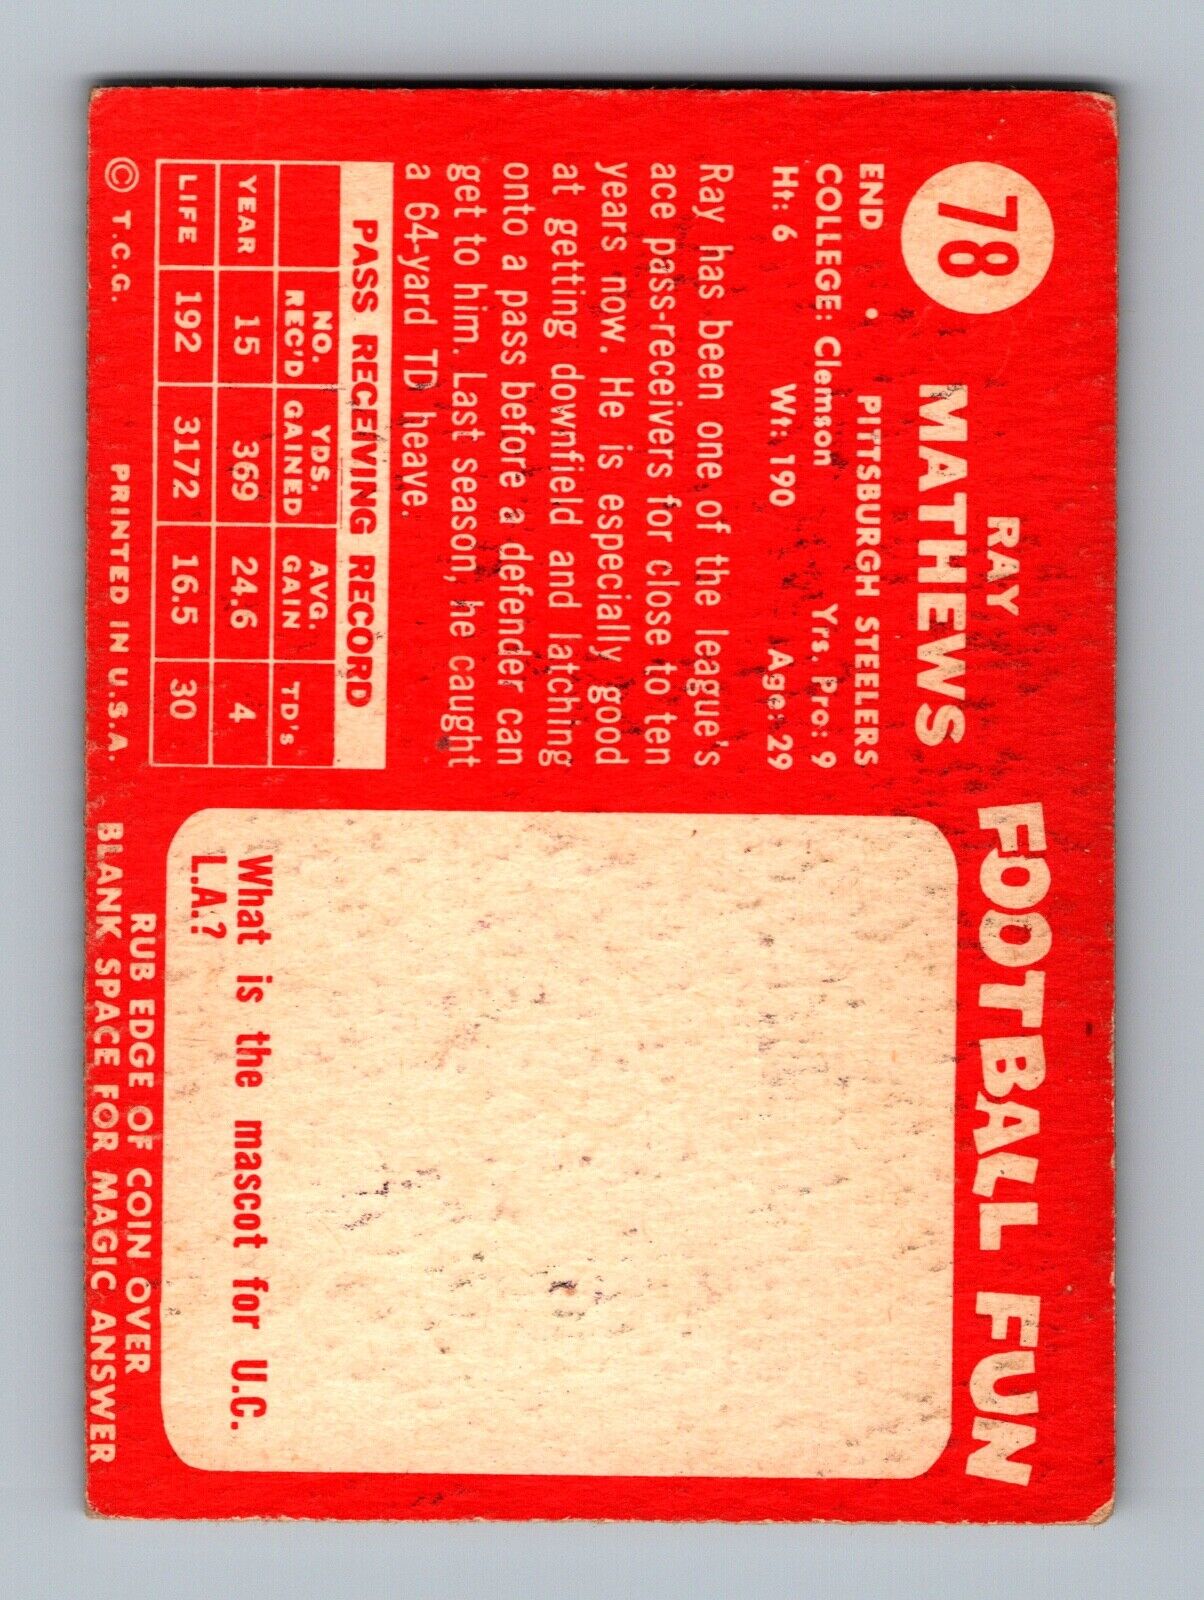 78
RAY
MATHEWS
END • PITTSBURGH STEELERS
COLLEGE: Clemson Yrs. Pro: 9
Ht: 6 Wt: 190 Age: 29
Ray has been one of the league's
ace pass-receivers for close to ten
years now. He is especially good
at getting downfield and latching
onto a pass before a defender can
get to him. Last season, he caught
a 64-yard TD heave.
PASS RECEIVING RECORD
NO. YDS. AVG.
REC'D GAINED GAIN TD's
YEAR 15 369 24.6 4
LIFE 192 3172 16.5 30
© T.C.G. PRINTED IN U.S.A.
FOOTBALL FUN
What is the mascot for U.C.
L.A.?
RUB EDGE OF COIN OVER
BLANK SPACE FOR MAGIC ANSWER